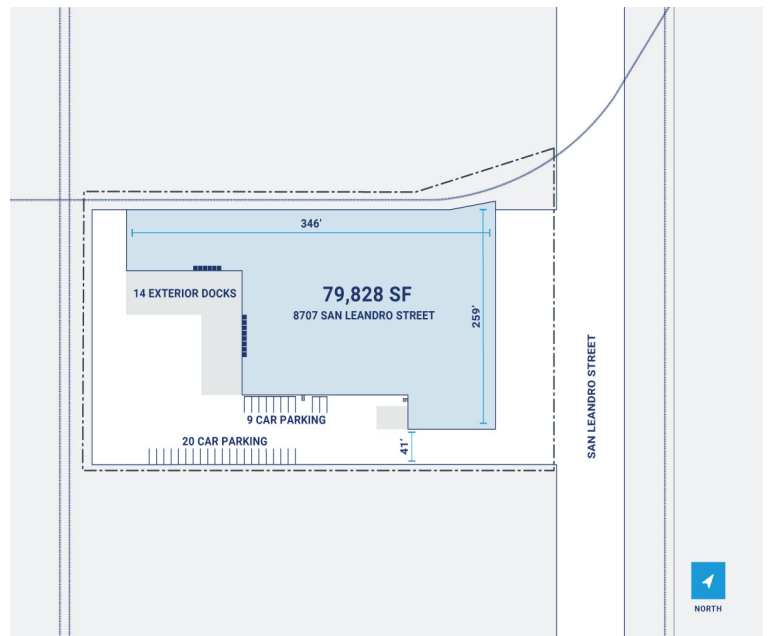 346'
14 EXTERIOR DOCKS
79,828 SF
8707 SAN LEANDRO STREET
259'
SAN LEANDRO STREET
9 CAR PARKING
20 CAR PARKING
41'
NORTH